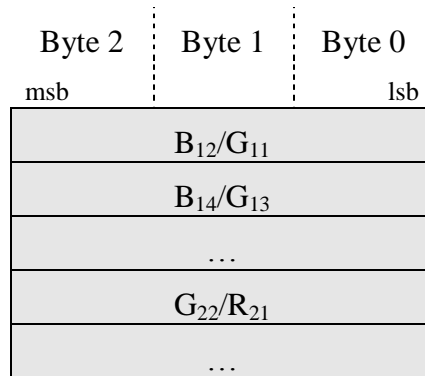 Byte 2 Byte 1 Byte 0
msb lsb
B₁₂/G₁₁
B₁₄/G₁₃
…
G₂₂/R₂₁
…